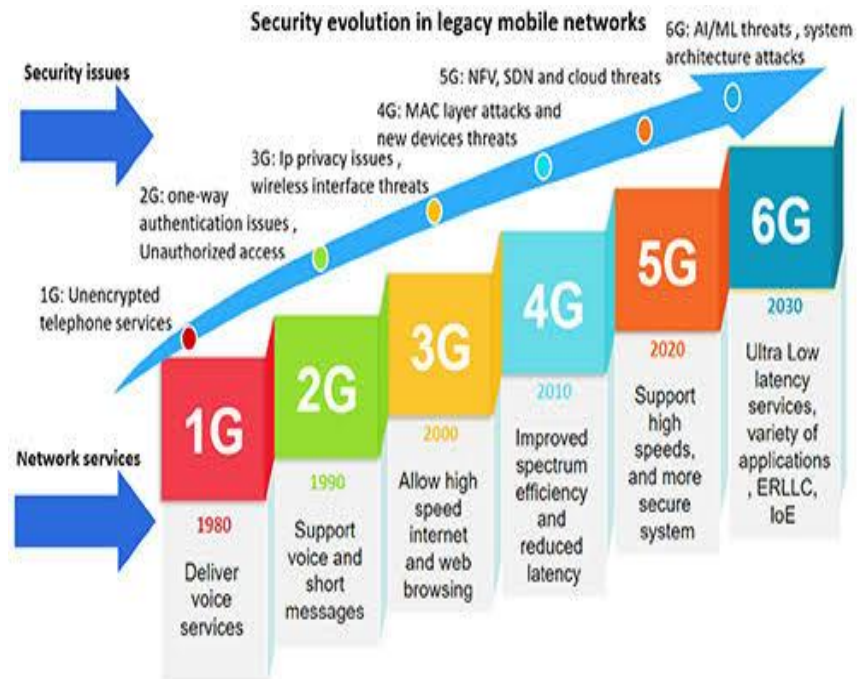 Security evolution in legacy mobile networks
6G: AI/ML threats , system
architecture attacks
Security issues
5G: NFV, SDN and cloud threats
4G: MAC layer attacks and
new devices threats
3G: Ip privacy issues ,
wireless interface threats
2G: one-way
authentication issues ,
Unauthorized access
1G: Unencrypted
telephone services
Network services
1G
1980
Deliver
voice
services
2G
1990
Support
voice and
short
messages
3G
2000
Allow high
speed
internet
and web
browsing
4G
2010
Improved
spectrum
efficiency
and
reduced
latency
5G
2020
Support
high
speeds,
and more
secure
system
6G
2030
Ultra Low
latency
services,
variety of
applications
, ERLLC,
IoE